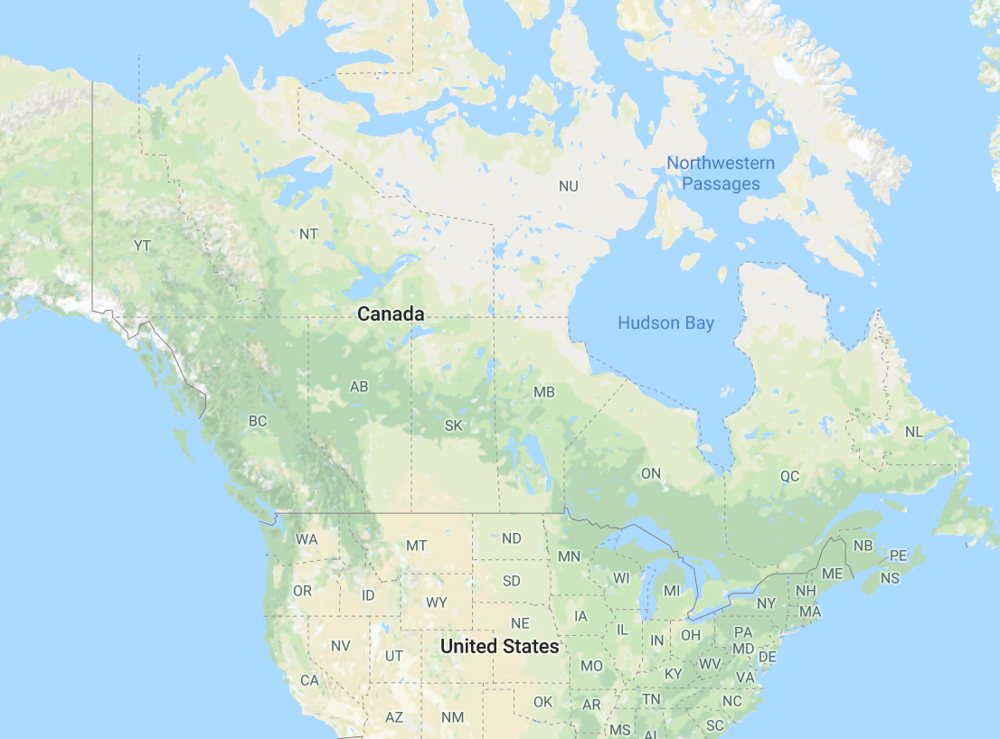 Northwestern
Passages
NU
NT
YT
Canada
Hudson Bay
AB
MB
BC
SK
NL
ON
QC
WA
MT
ND
MN
NB
PE
ME
NS
OR
ID
SD
WI
MI
NH
NY
MA
WY
NE
IA
IL
IN
OH
PA
NV
UT
United States
MD
DE
CA
MO
KY
WV
VA
AZ
NM
OK
AR
TN
NC
MS
AL
SC